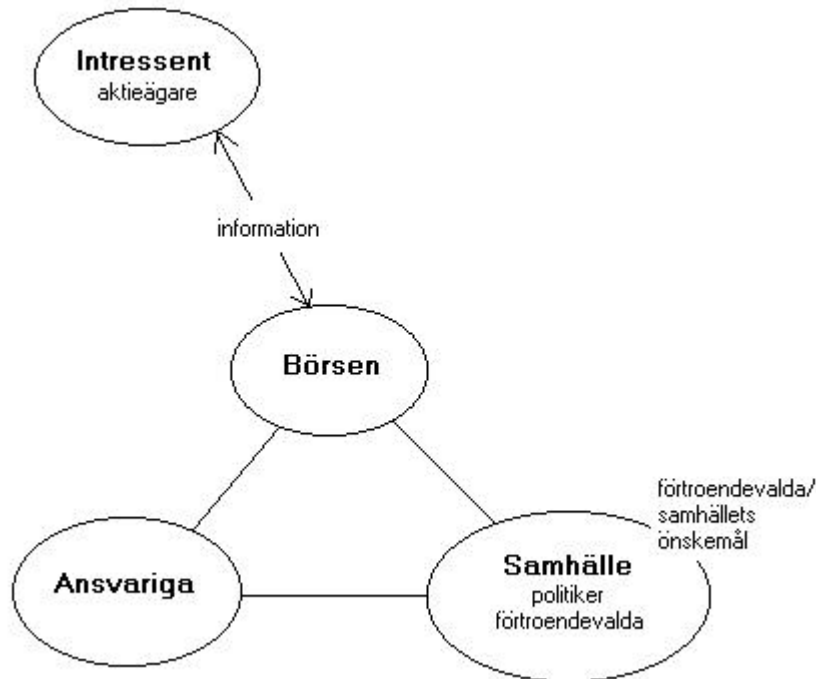 Intressent
aktieägare
information
Börsen
förtroendevalda/
samhällets
önskemål
Ansvariga
Samhälle
politiker
förtroendevalda